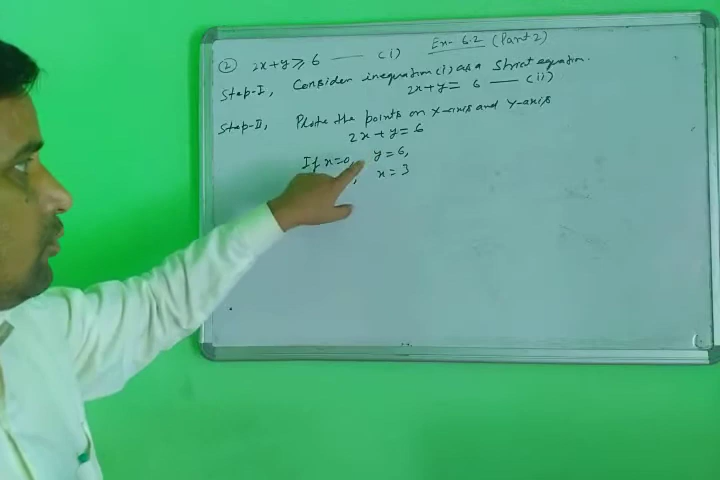 Ex- 6.2 (Part 2)
② 2x+y ≥ 6 —— (i)
Step-I, Consider inequation (i) as a Strict equation.
2x+y = 6 —— (ii)
Step-II, Plote the points on X-axis and Y-axis
2x + y = 6
If x=0, y = 6,
, x = 3